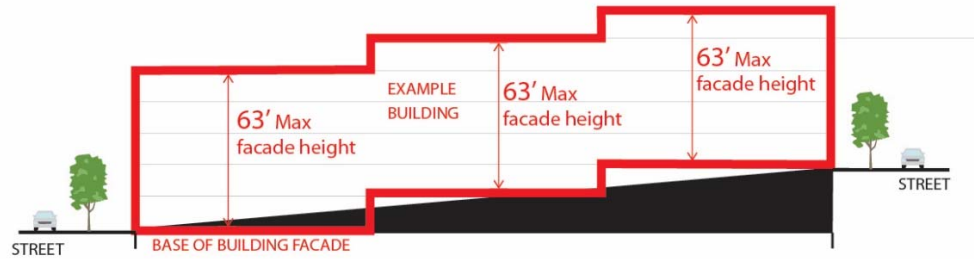 63' Max
facade height
EXAMPLE
BUILDING
63' Max
facade height
63' Max
facade height
STREET
STREET
BASE OF BUILDING FACADE